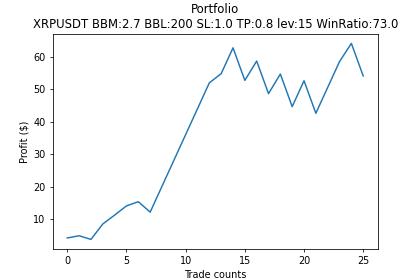 Portfolio
XRPUSDT BBM:2.7 BBL:200 SL:1.0 TP:0.8 lev:15 WinRatio:73.0
60
50
40
30
20
10
Profit ($)
0 5 10 15 20 25
Trade counts